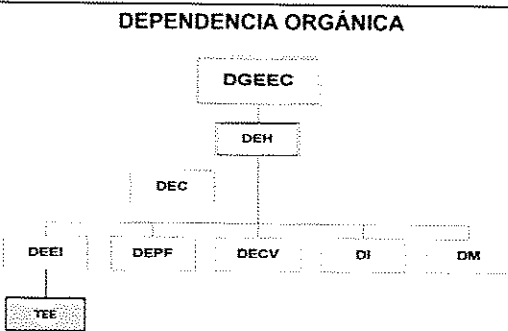 DEPENDENCIA ORGÁNICA
DGEEC
DEH
DEC
DEEI DEPF DECV DI DM
TEE